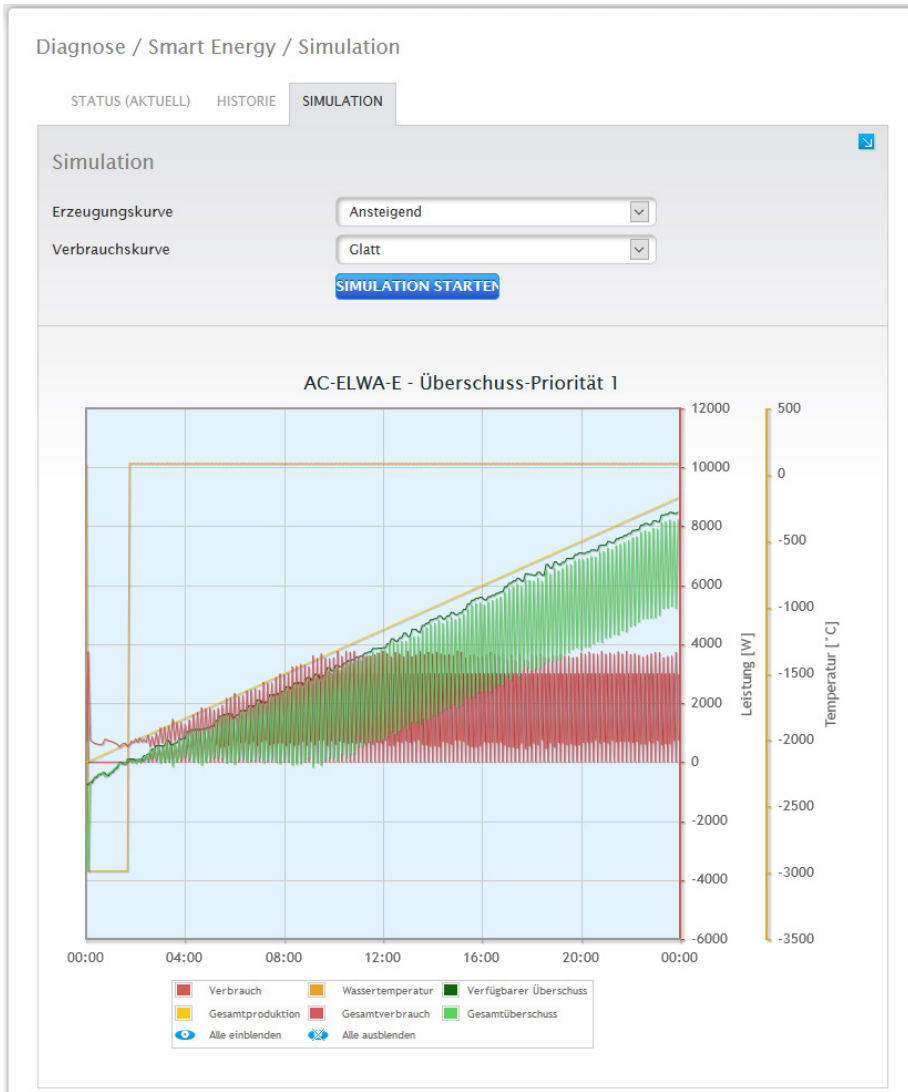 Diagnose / Smart Energy / Simulation
STATUS (AKTUELL) HISTORIE SIMULATION
Simulation
Erzeugungskurve Ansteigend
Verbrauchskurve Glatt
SIMULATION STARTEN
AC-ELWA-E - Überschuss-Priorität 1
12000 500
10000 0
8000 -500
6000 -1000
4000 -1500
2000 -2000
0 -2500
-2000 -3000
-4000 -3500
-6000
Leistung [W]
Temperatur [°C]
00:00 04:00 08:00 12:00 16:00 20:00 00:00
Verbrauch Wassertemperatur Verfügbarer Überschuss
Gesamtproduktion Gesamtverbrauch Gesamtüberschuss
Alle einblenden Alle ausblenden